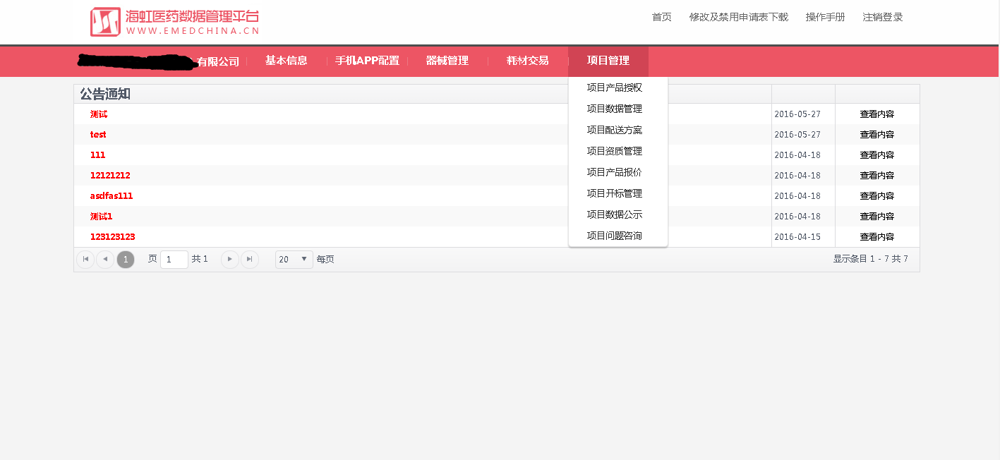 海虹医药数据管理平台
WWW.EMEDCHINA.CN
首页 修改及禁用申请表下载 操作手册 注销登录
有限公司 基本信息 手机APP配置 器械管理 耗材交易 项目管理
项目产品授权
项目数据管理
项目配送方案
项目资质管理
项目产品报价
项目开标管理
项目数据公示
项目问题咨询
公告通知
测试 2016-05-27 查看内容
test 2016-05-27 查看内容
111 2016-04-18 查看内容
12121212 2016-04-18 查看内容
asdfas111 2016-04-18 查看内容
测试1 2016-04-18 查看内容
123123123 2016-04-15 查看内容
1 页 1 共 1 20 每页 显示条目 1 - 7 共 7